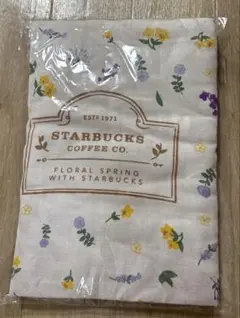 EST 1971
STARBUCKS
COFFEE CO.
FLORAL SPRING
WITH STARBUCKS